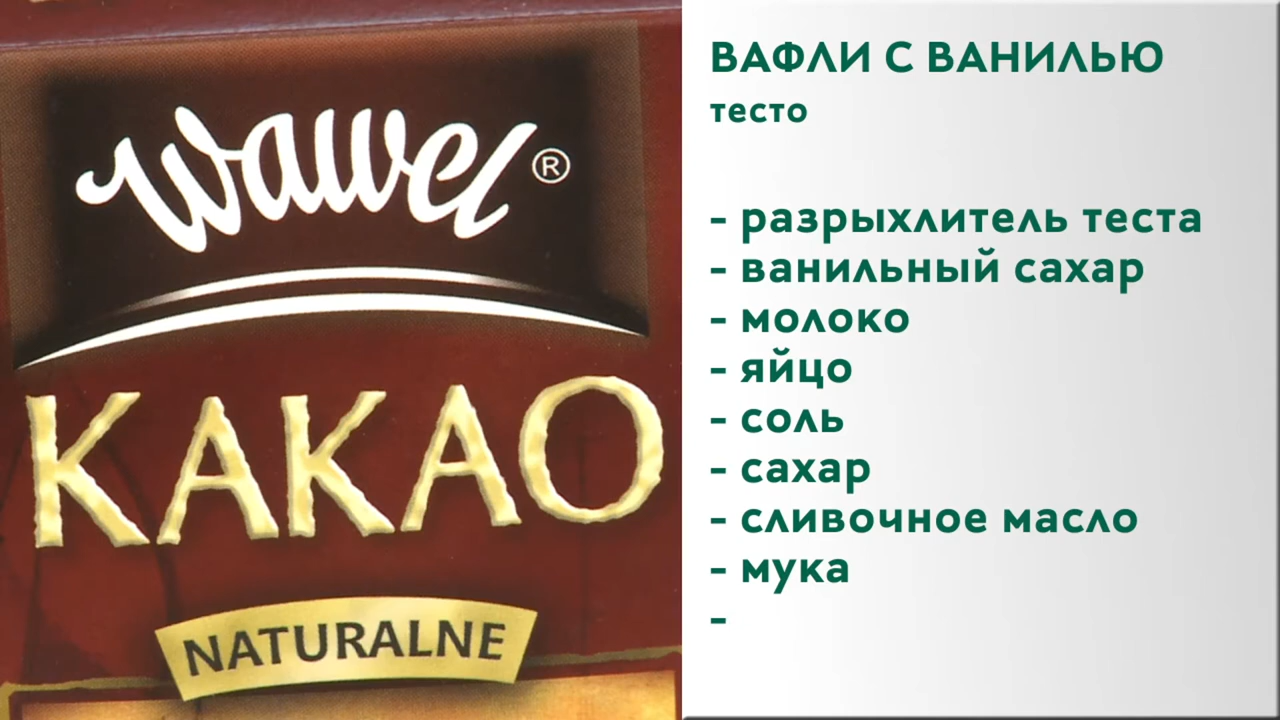 Wawel®
KAKAO
NATURALNE
ВАФЛИ С ВАНИЛЬЮ
тесто
- разрыхлитель теста
- ванильный сахар
- молоко
- яйцо
- соль
- сахар
- сливочное масло
- мука
-